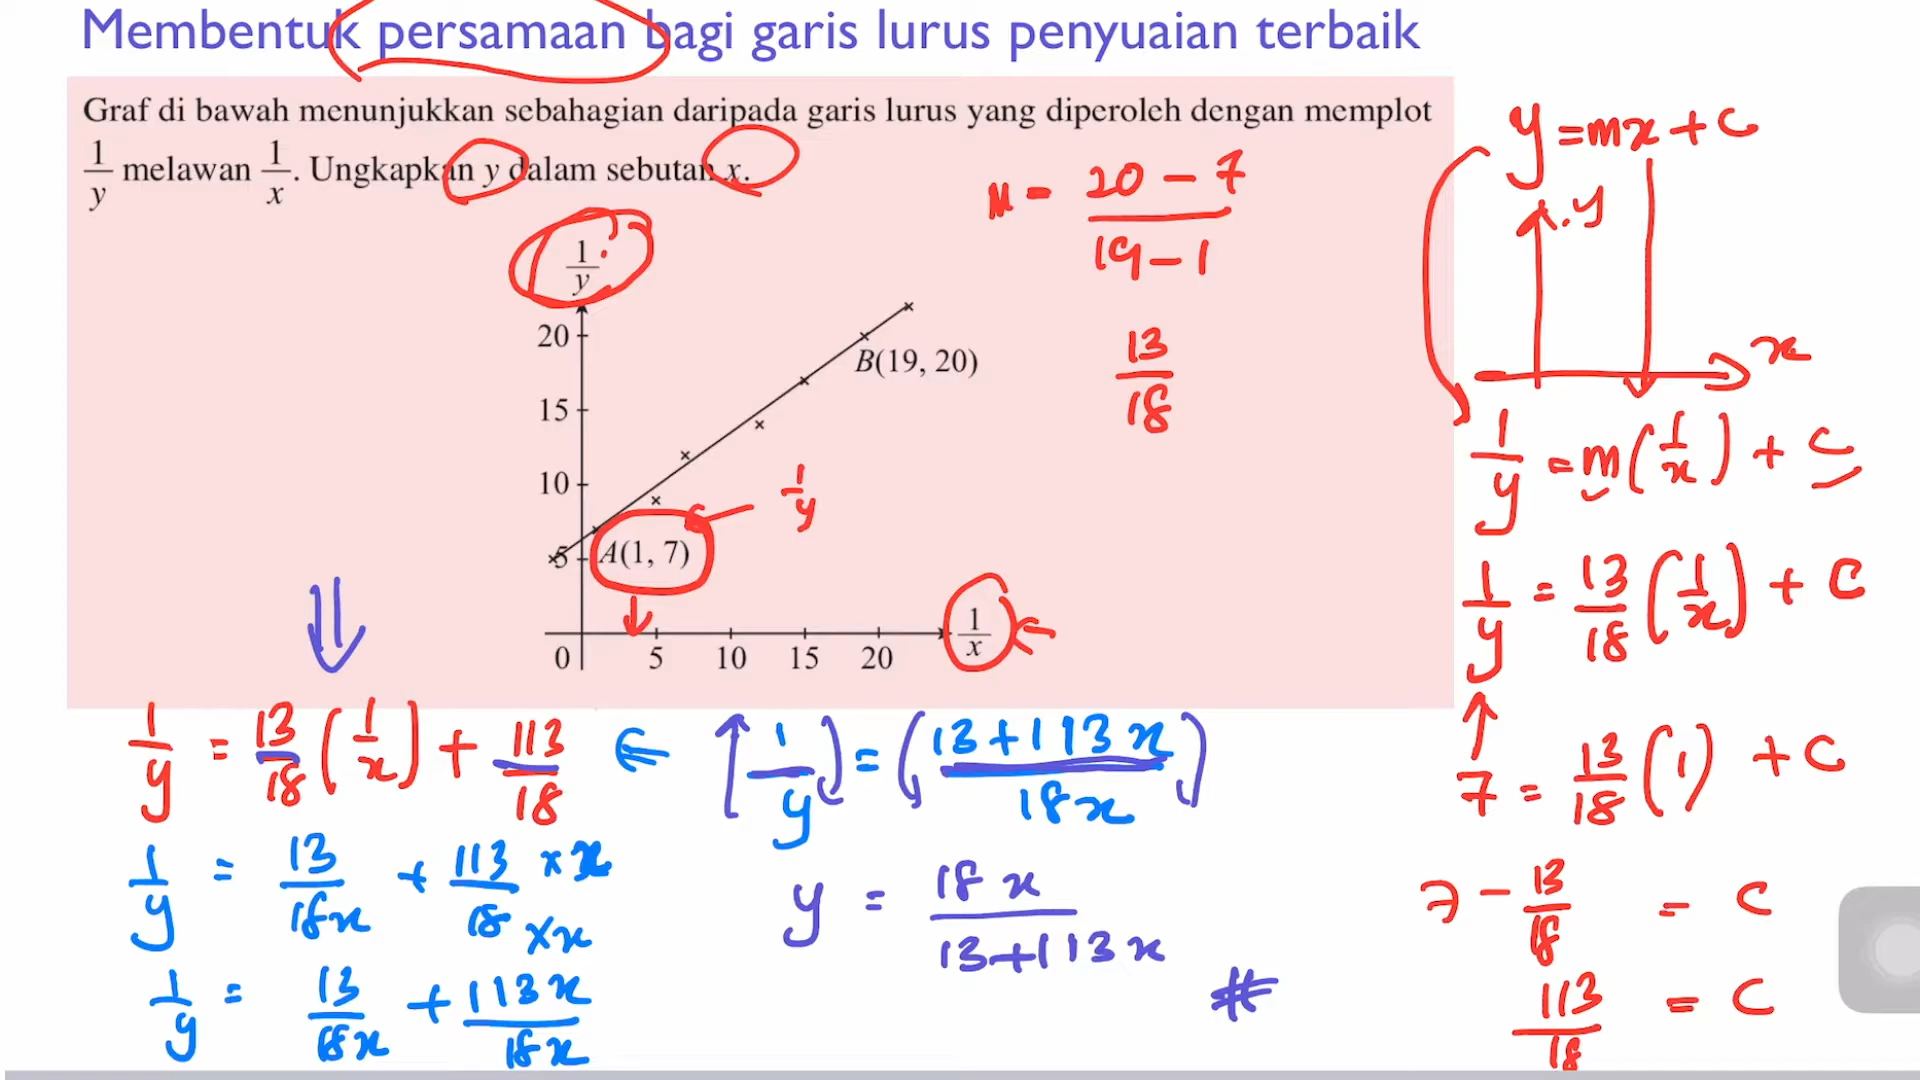 Membentuk persamaan bagi garis lurus penyuaian terbaik
Graf di bawah menunjukkan sebahagian daripada garis lurus yang diperoleh dengan memplot
1/y melawan 1/x. Ungkapkan y dalam sebutan x.
1/y
20
15
10
5
0
5
10
15
20
1/x
B(19, 20)
A(1, 7)
1/y
M = (20 - 7)/(19 - 1)
13/18
y = mx + c
y
x
1/y = m(1/x) + c
1/y = 13/18 (1/x) + c
7 = 13/18 (1) + c
7 - 13/18 = c
113/18 = c
1/y = 13/18 (1/x) + 113/18
1/y = 13/18x + 113/18 ×x ×x
1/y = 13/18x + 113x/18x
(1/y) = ((13+113x)/18x)
y = 18x/(13+113x)
#